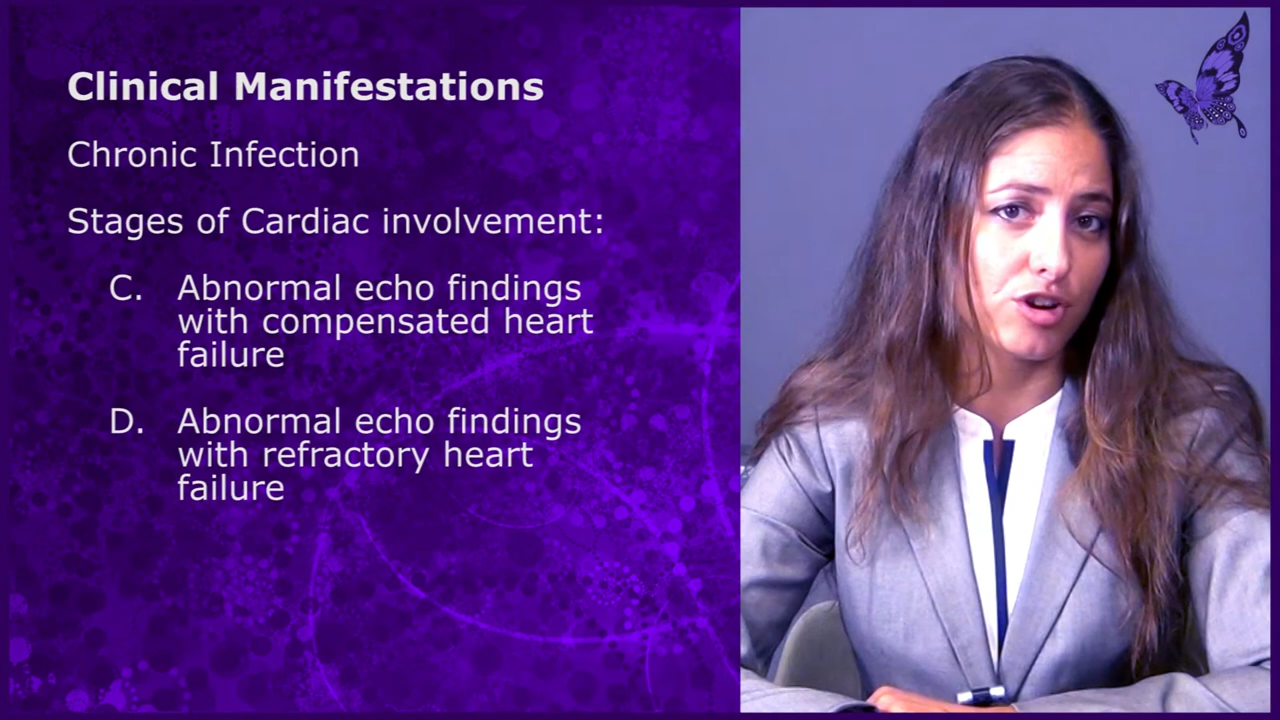 Clinical Manifestations
Chronic Infection
Stages of Cardiac involvement:
C. Abnormal echo findings
with compensated heart
failure
D. Abnormal echo findings
with refractory heart
failure